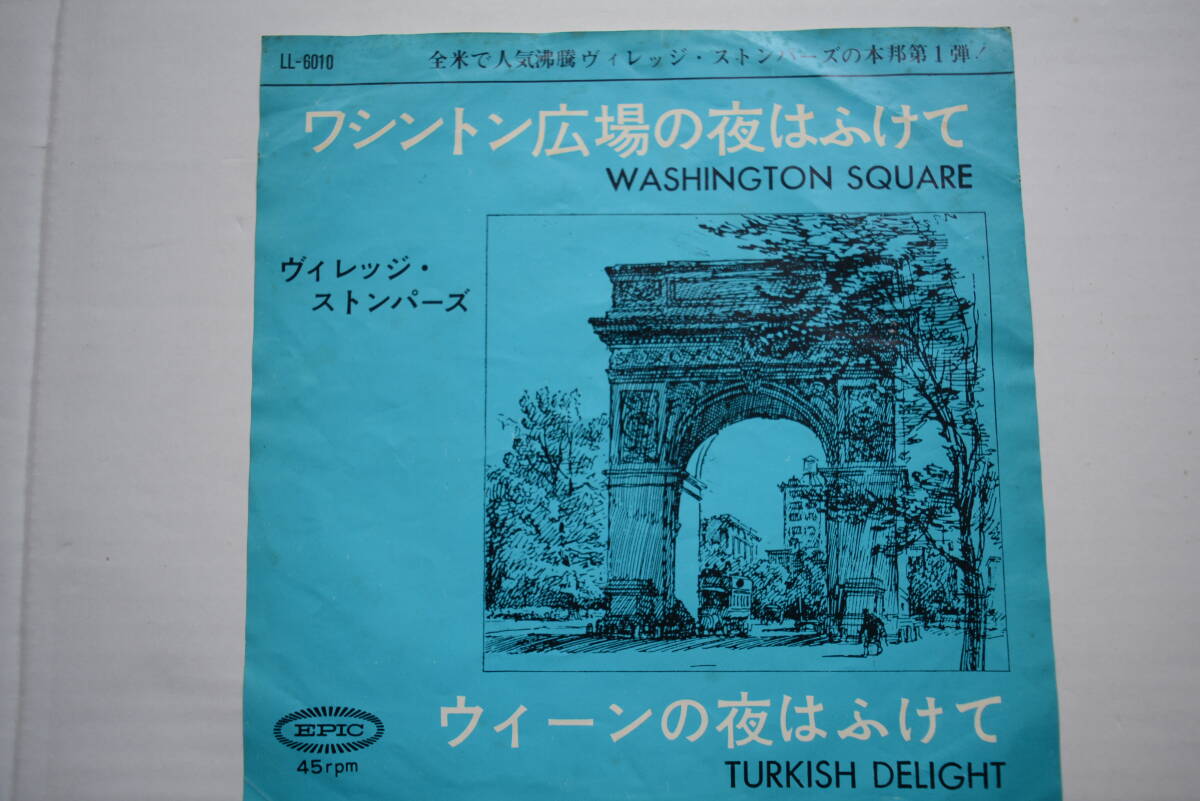 LL-6010
全米で人気沸騰ヴィレッジ・ストンパーズの本邦第1弾!
ワシントン広場の夜はふけて
WASHINGTON SQUARE
ヴィレッジ・
ストンパーズ
ウィーンの夜はふけて
TURKISH DELIGHT
EPIC
45rpm